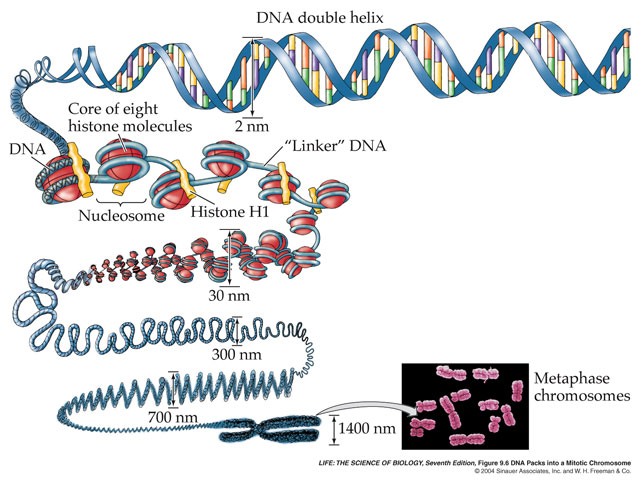 DNA double helix
Core of eight
histone molecules
2 nm
DNA
“Linker” DNA
Nucleosome
Histone H1
30 nm
300 nm
700 nm
1400 nm
Metaphase
chromosomes
LIFE: THE SCIENCE OF BIOLOGY, Seventh Edition, Figure 9.6 DNA Packs into a Mitotic Chromosome
© 2004 Sinauer Associates, Inc. and W. H. Freeman & Co.